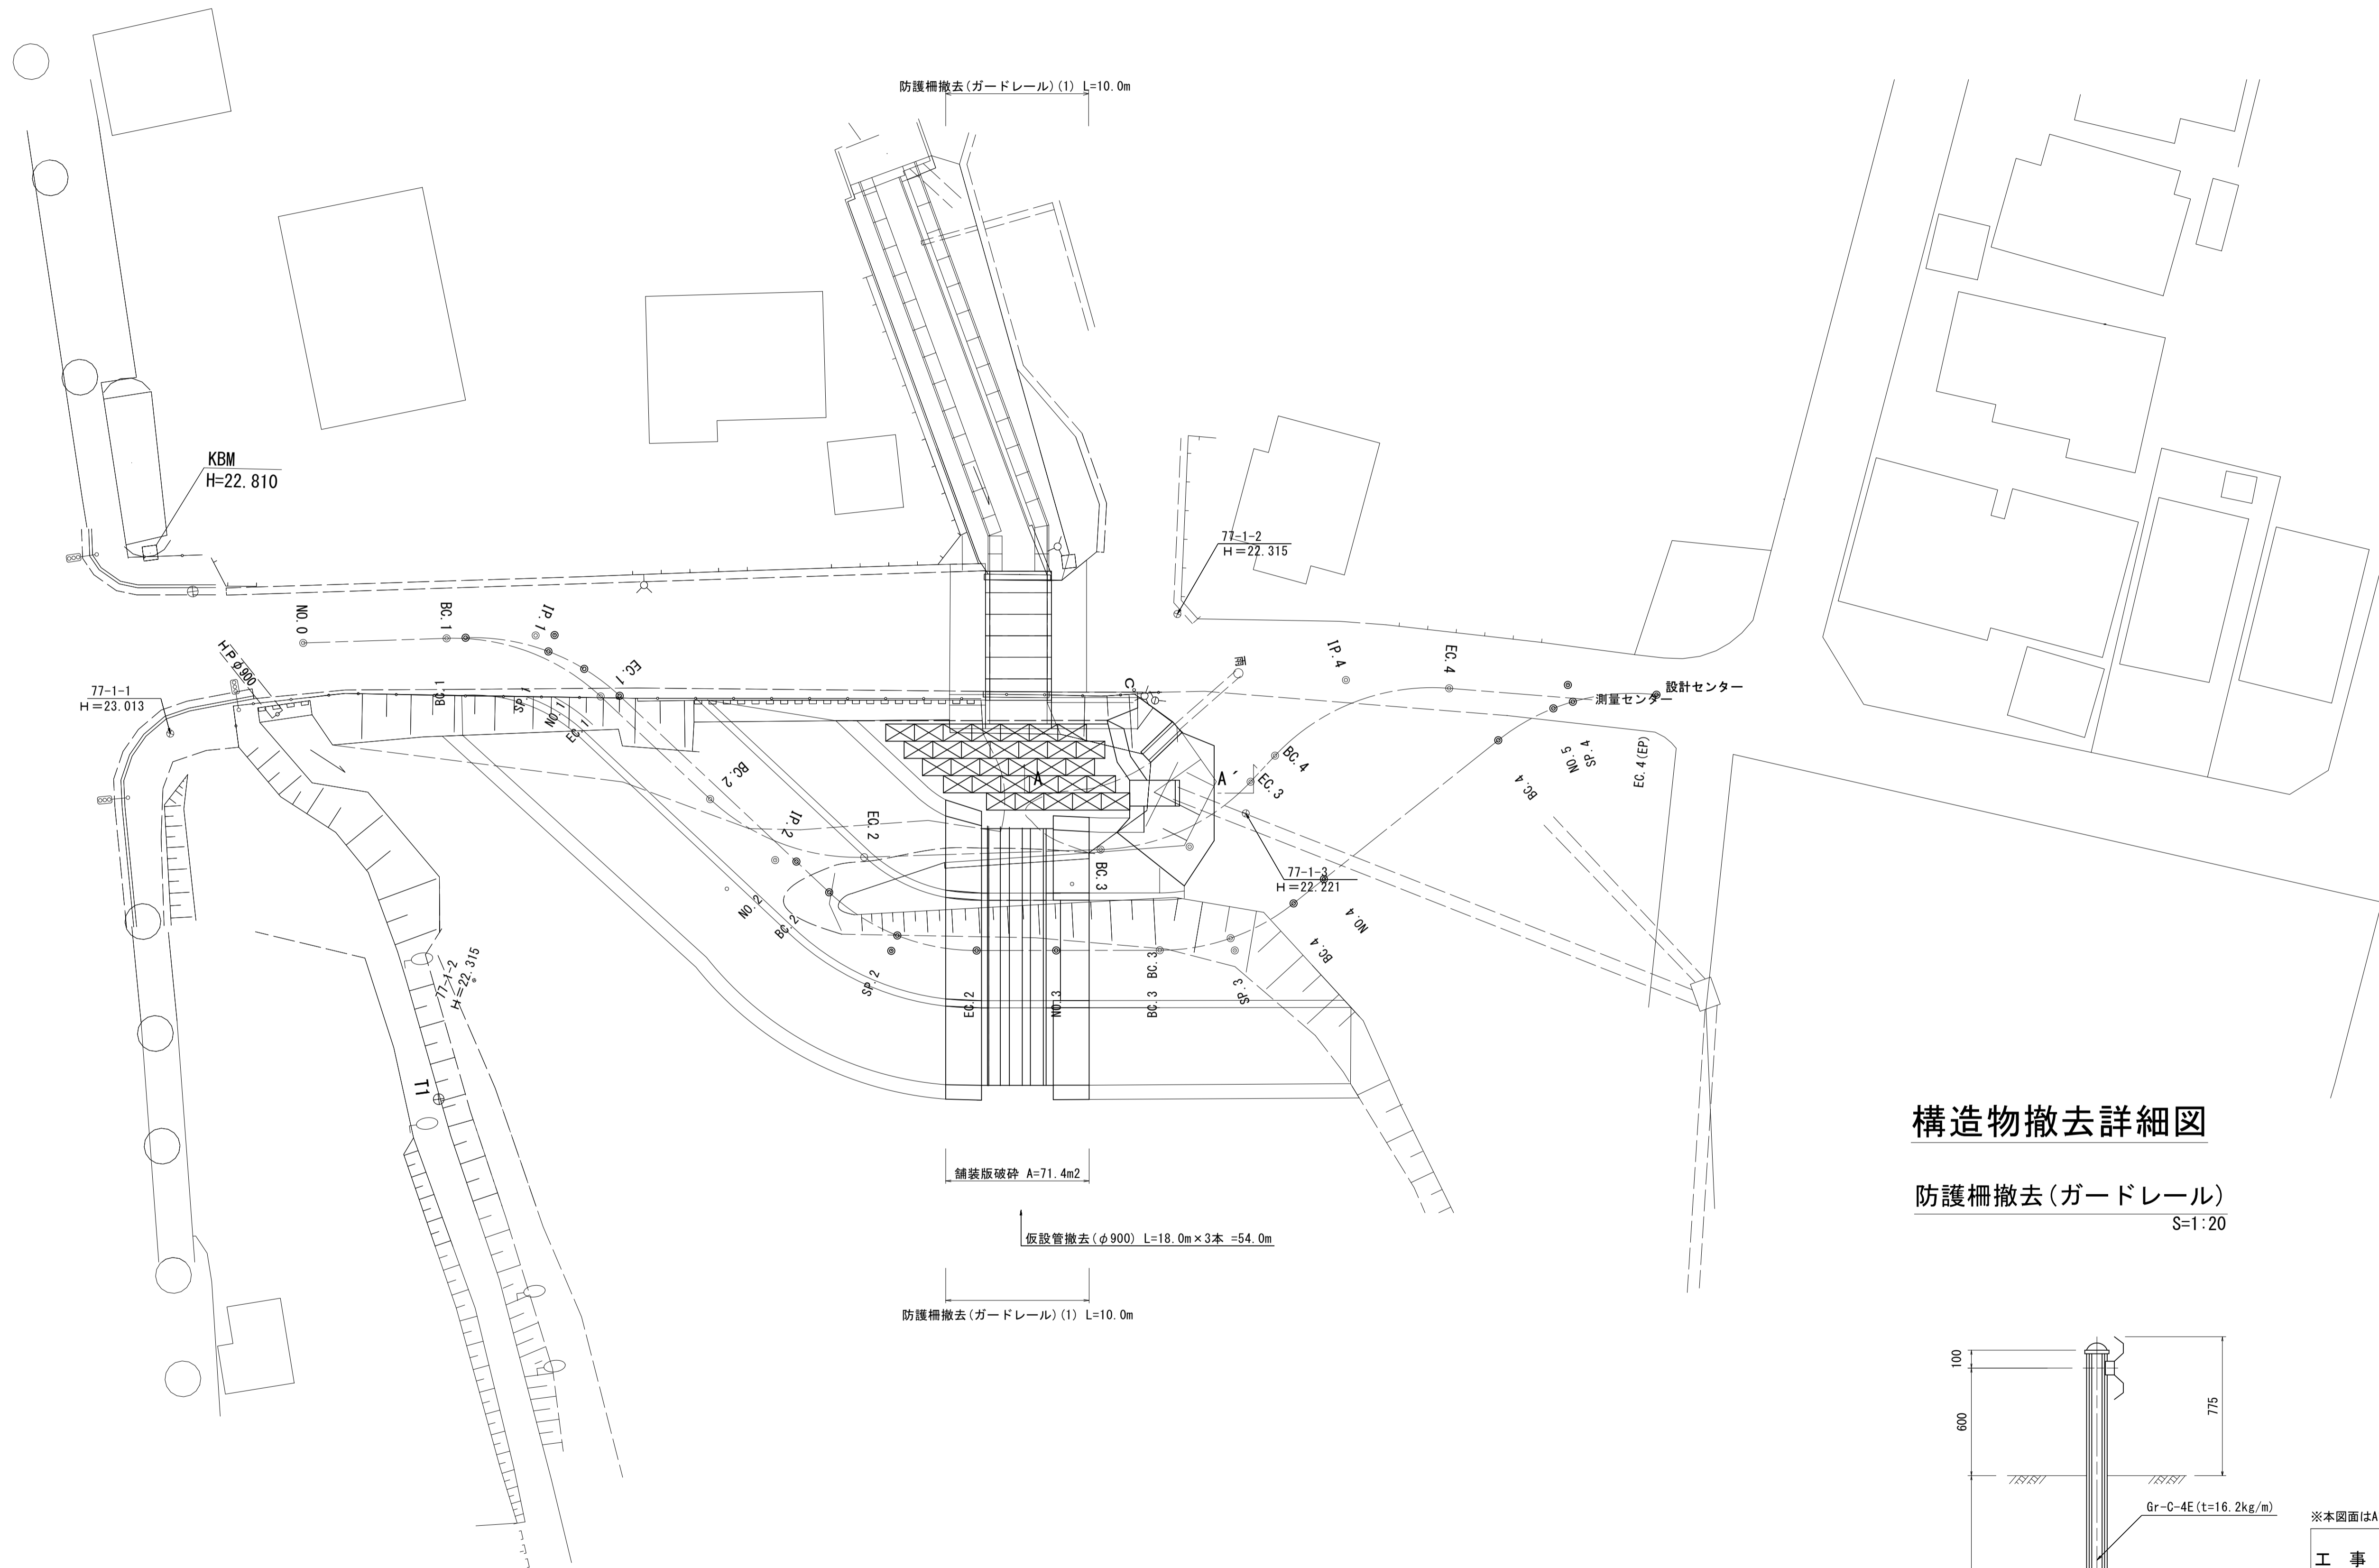 防護柵撤去(ガードレール)(1) L=10.0m
KBM
H=22.810
77-1-2
H=22.315
NO.0
BC.1
IP.1
EC.1
HPφ900
77-1-1
H=23.013
BC.1
SP.1
NO.1
EC.1
雨
IP.4
EC.4
設計センター
測量センター
C
A
A'
BC.4
EC.3
BC.2
IP.2
EC.2
BC.3
77-1-3
H=22.221
NO.5
SP.4
EC.4(EP)
BC.4
NO.2
BC.2
NO.4
BC.4
77-1-2
H=22.315
SP.2
EC.2
NO.3
BC.3
BC.3
SP.3
T1
舗装版破砕 A=71.4m2
仮設管撤去(φ900) L=18.0m×3本 =54.0m
防護柵撤去(ガードレール)(1) L=10.0m
構造物撤去詳細図
防護柵撤去(ガードレール)
S=1:20
100
600
775
Gr-C-4E(t=16.2kg/m)
※本図面はA
工 事